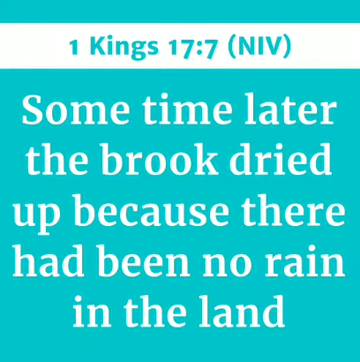 1 Kings 17:7 (NIV)
Some time later
the brook dried
up because there
had been no rain
in the land